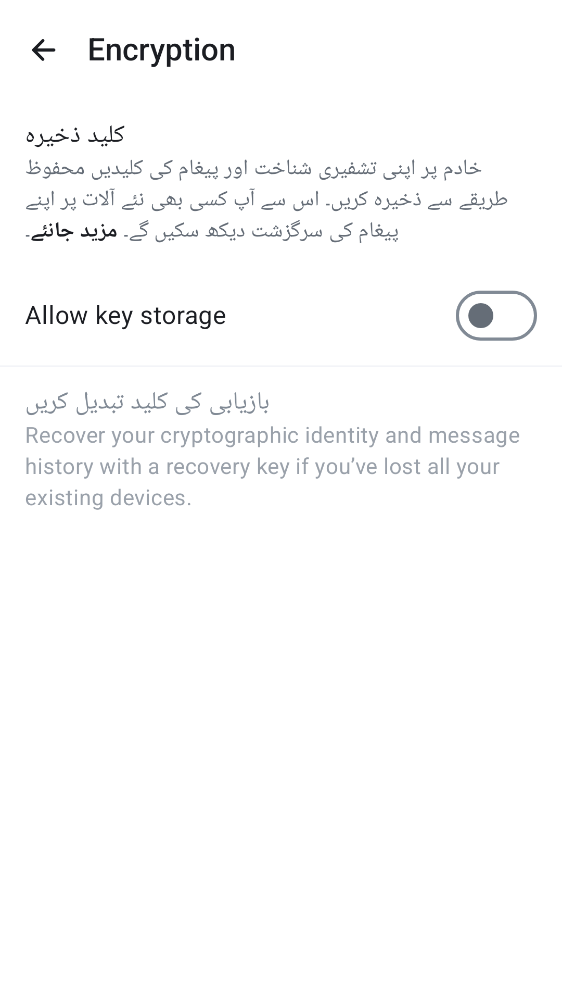 Encryption
کلید ذخیرہ
خادم پر اپنی تشفیری شناخت اور پیغام کی کلیدیں محفوظ
طریقے سے ذخیرہ کریں۔ اس سے آپ کسی بھی نئے آلات پر اپنے
پیغام کی سرگزشت دیکھ سکیں گے۔ مزید جانئے۔
Allow key storage
بازیابی کی کلید تبدیل کریں
Recover your cryptographic identity and message
history with a recovery key if you’ve lost all your
existing devices.